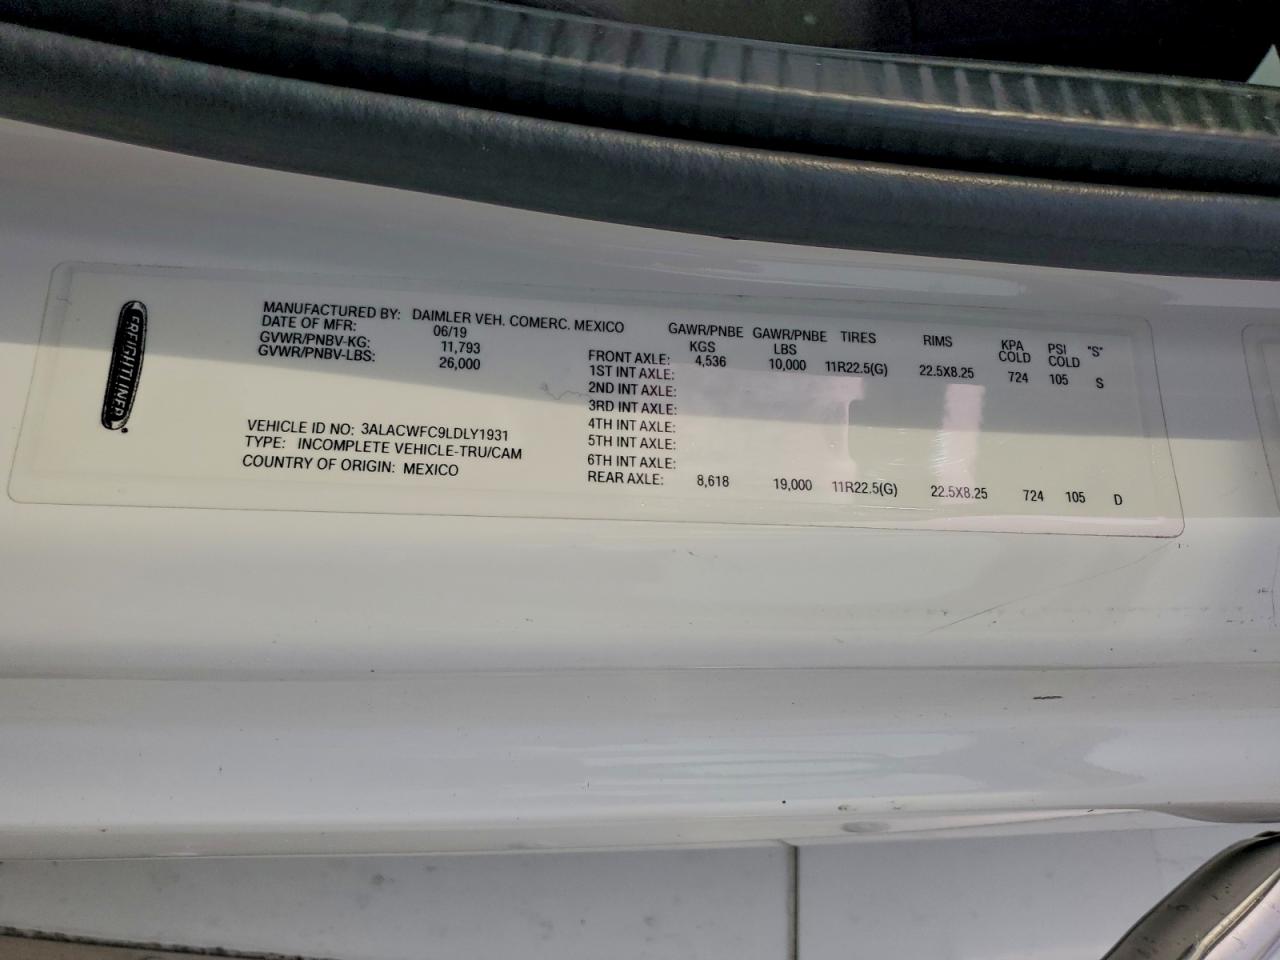 FREIGHTLINER
MANUFACTURED BY: DAIMLER VEH. COMERC. MEXICO
DATE OF MFR: 06/19
GVWR/PNBV-KG: 11,793
GVWR/PNBV-LBS: 26,000
VEHICLE ID NO: 3ALACWFC9LDLY1931
TYPE: INCOMPLETE VEHICLE-TRU/CAM
COUNTRY OF ORIGIN: MEXICO
GAWR/PNBE KGS GAWR/PNBE LBS TIRES RIMS KPA COLD PSI COLD "S"
FRONT AXLE: 4,536 10,000 11R22.5(G) 22.5X8.25 724 105 S
1ST INT AXLE:
2ND INT AXLE:
3RD INT AXLE:
4TH INT AXLE:
5TH INT AXLE:
6TH INT AXLE:
REAR AXLE: 8,618 19,000 11R22.5(G) 22.5X8.25 724 105 D